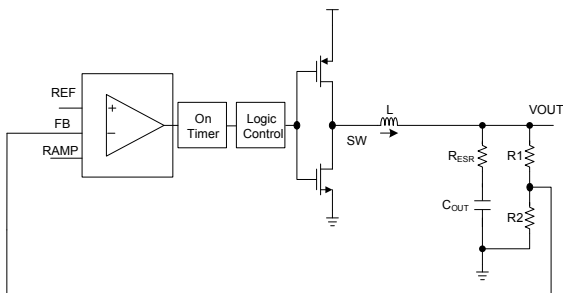 REF
+
FB
−
RAMP
On
Timer
Logic
Control
SW
L
VOUT
RESR
R1
COUT
R2